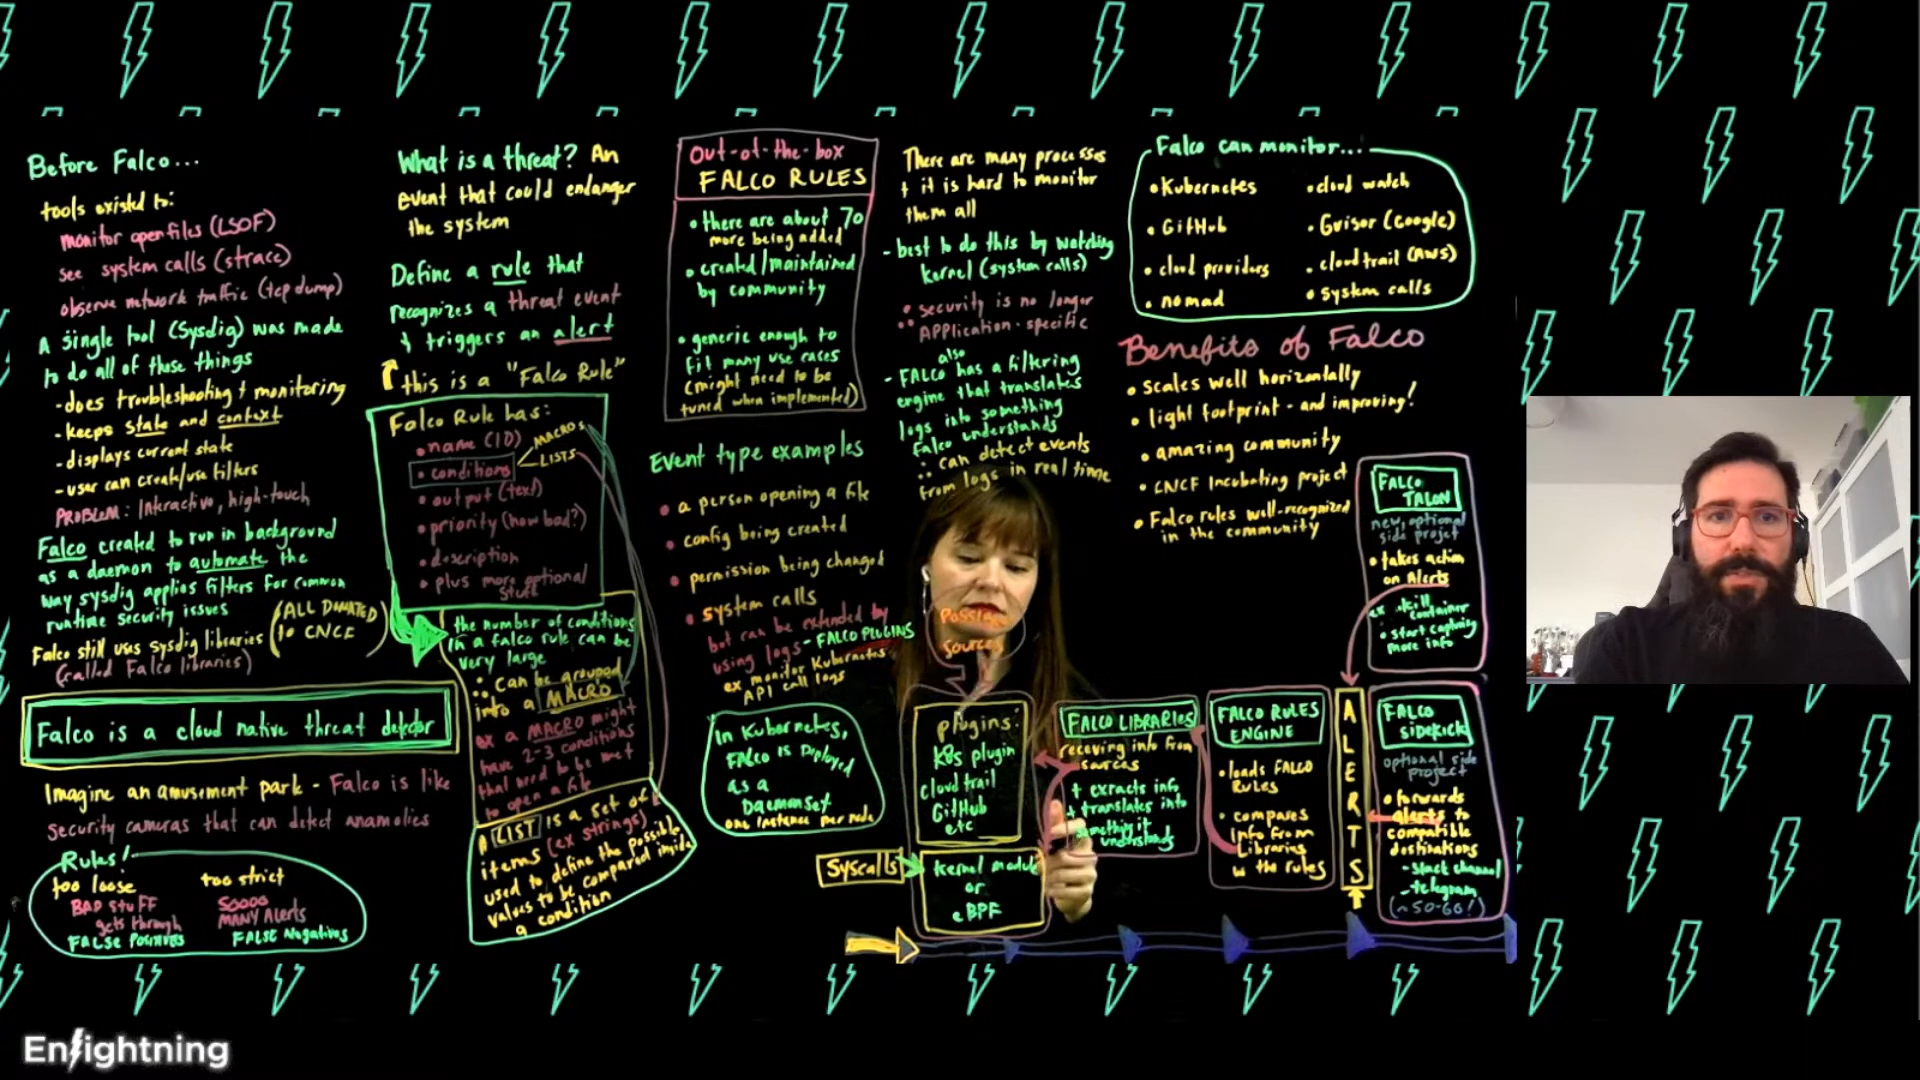 Before Falco...
tools existed to:
monitor open files (LSOF)
see system calls (strace)
observe network traffic (tcp dump)
A single tool (Sysdig) was made
to do all of those things
- does troubleshooting + monitoring
- keeps state and context
- displays current state
- user can create/use filters
PROBLEM: Interactive, high-touch
Falco created to run in background
as a daemon to automate the
way sysdig applies filters for common
runtime security issues
(ALL DONATED
to CNCF)
Falco still uses sysdig libraries
(called Falco libraries)
Falco is a cloud native threat detector
Imagine an amusement park - Falco is like
security cameras that can detect anamolies
Rules!
too loose
BAD STUFF
gets through
FALSE POSITIVES
too strict
SOOOO
MANY Alerts
FALSE Negatives
What is a threat? An
event that could endanger
the system
Define a rule that
recognizes a threat event
+ triggers an alert
this is a "Falco Rule"
Falco Rule has:
• name (ID)
• conditions
- MACROS
- LISTS
• output (text)
• priority (how bad?)
• description
• plus more optional
stuff
the number of conditions
in a falco rule can be
very large
∴ can be grouped
into a MACRO
ex a MACRO might
have 2-3 conditions
that need to be met
to open a file
A LIST is a set of
items (ex strings)
used to define the possible
values to be compared inside
a condition
Out-of-the-box
FALCO RULES
• there are about 70
more being added
• created/maintained
by community
• generic enough to
fit many use cases
(might need to be
tuned when implemented)
Event type examples
• a person opening a file
• config being created
• permission being changed
• system calls
but can be extended by
using logs - FALCO PLUGINS
ex monitor Kubernetes
API call logs
In Kubernetes,
FALCO is Deployed
as a
Daemonset
one instance per node
There are many processes
+ it is hard to monitor
them all
- best to do this by watching
kernel (system calls)
• security is no longer
APPlication-specific
also
- FALCO has a filtering
engine that translates
logs into something
Falco understands
∴ can detect events
from logs in real time
Possible
sources
plugins:
k8s plugin
cloud trail
GitHub
etc
Syscalls
kernel module
or
eBPF
Falco can monitor...
• Kubernetes
• GitHub
• cloud providers
• nomad
• cloud watch
• Gvisor (Google)
• cloudtrail (AWS)
• system calls
Benefits of Falco
• scales well horizontally
• light footprint - and improving!
• amazing community
• CNCF Incubating project
• Falco rules well-recognized
in the community
FALCO LIBRARIES
receving info from
sources
+ exracts info
+ translates into
something it
understands
FALCO RULES
ENGINE
• loads FALCO
RULES
• compares
info from
Libraries
w the rules
ALERTS
FALCO
TALON
new, optional
side projet
• takes action
on Alerts
ex • kill
container
• start capturing
more info
FALCO
SIDEKICK
optional side
project
• forwards
alerts to
compatible
destinations
- slack channel
- telegram
(~50-60!)
Enlightning